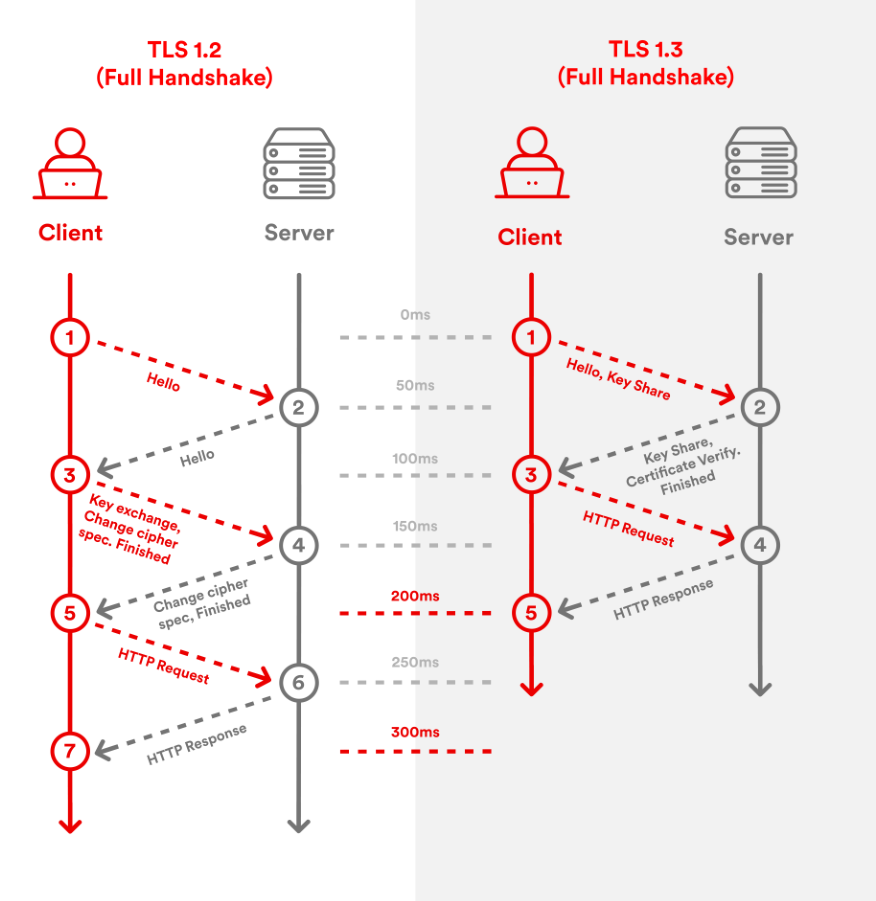 TLS 1.2
(Full Handshake)
Client
Server
1
Hello
2
Hello
3
Key exchange,
Change cipher
spec. Finished
4
Change cipher
spec, Finished
5
HTTP Request
6
HTTP Response
7
0ms
50ms
100ms
150ms
200ms
250ms
300ms
TLS 1.3
(Full Handshake)
Client
Server
1
Hello, Key Share
2
Key Share,
Certificate Verify.
Finished
3
HTTP Request
4
HTTP Response
5